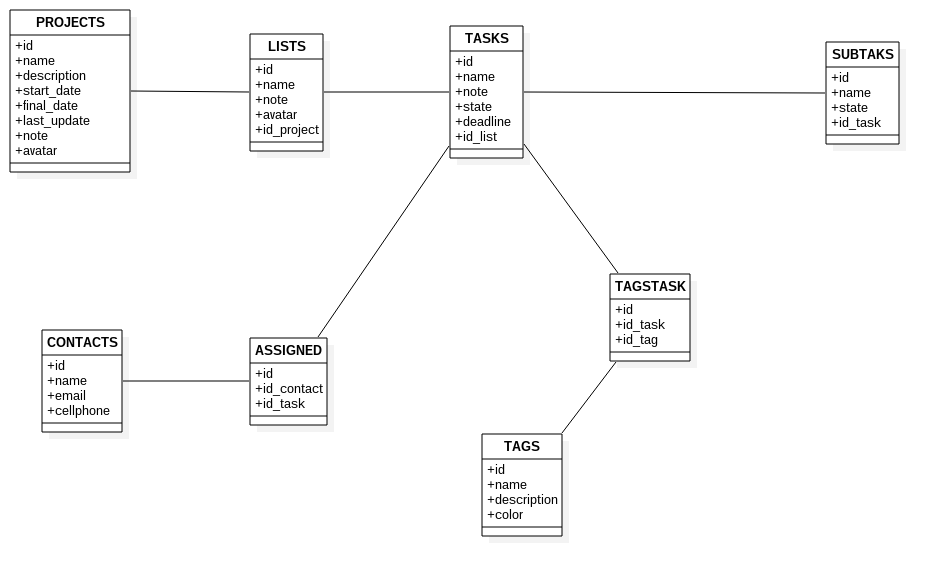 PROJECTS
+id
+name
+description
+start_date
+final_date
+last_update
+note
+avatar
LISTS
+id
+name
+note
+avatar
+id_project
TASKS
+id
+name
+note
+state
+deadline
+id_list
SUBTAKS
+id
+name
+state
+id_task
CONTACTS
+id
+name
+email
+cellphone
ASSIGNED
+id
+id_contact
+id_task
TAGSTASK
+id
+id_task
+id_tag
TAGS
+id
+name
+description
+color